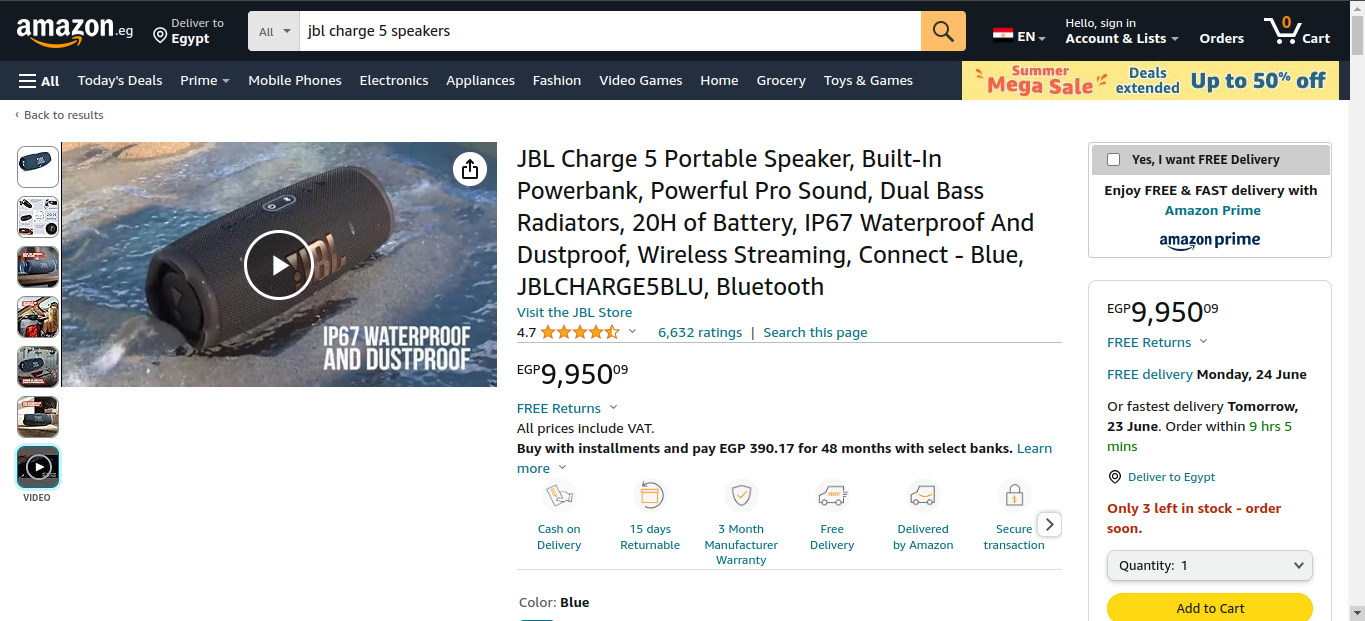 amazon.eg
Deliver to
Egypt
All
jbl charge 5 speakers
EN
Hello, sign in
Account & Lists
Orders
0
Cart
All
Today's Deals
Prime
Mobile Phones
Electronics
Appliances
Fashion
Video Games
Home
Grocery
Toys & Games
Summer
Mega Sale
Deals
extended
Up to 50% off
‹ Back to results
VIDEO
JBL
IP67 WATERPROOF
AND DUSTPROOF
JBL Charge 5 Portable Speaker, Built-In
Powerbank, Powerful Pro Sound, Dual Bass
Radiators, 20H of Battery, IP67 Waterproof And
Dustproof, Wireless Streaming, Connect - Blue,
JBLCHARGE5BLU, Bluetooth
Visit the JBL Store
4.7
6,632 ratings | Search this page
EGP9,95009
FREE Returns
All prices include VAT.
Buy with installments and pay EGP 390.17 for 48 months with select banks. Learn
more
Cash on
Delivery
15 days
Returnable
3 Month
Manufacturer
Warranty
Free
Delivery
Delivered
by Amazon
Secure
transaction
Color: Blue
Yes, I want FREE Delivery
Enjoy FREE & FAST delivery with
Amazon Prime
amazon prime
EGP9,95009
FREE Returns
FREE delivery Monday, 24 June
Or fastest delivery Tomorrow,
23 June. Order within 9 hrs 5
mins
Deliver to Egypt
Only 3 left in stock - order
soon.
Quantity: 1
Add to Cart